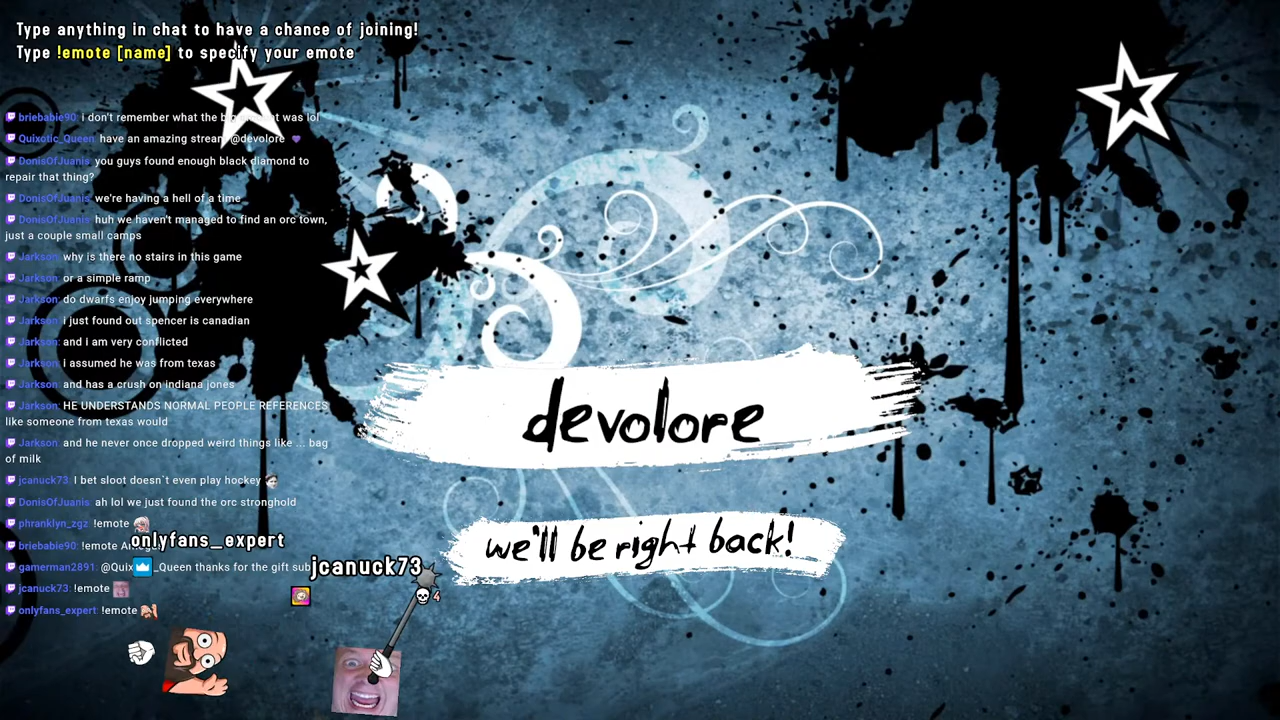 Type anything in chat to have a chance of joining!
Type !emote [name] to specify your emote
briebabie90: i don't remember what the was lol
Quixotic_Queen: have an amazing stream @devolore
DonisOfJuanis: you guys found enough black diamond to
repair that thing?
DonisOfJuanis: we're having a hell of a time
DonisOfJuanis: huh we haven't managed to find an orc town,
just a couple small camps
Jarkson: why is there no stairs in this game
Jarkson: or a simple ramp
Jarkson: do dwarfs enjoy jumping everywhere
Jarkson: i just found out spencer is canadian
Jarkson: and i am very conflicted
Jarkson: i assumed he was from texas
Jarkson: and has a crush on indiana jones
Jarkson: HE UNDERSTANDS NORMAL PEOPLE REFERENCES
like someone from texas would
Jarkson: and he never once dropped weird things like ... bag
of milk
jcanuck73: I bet sloot doesn`t even play hockey
DonisOfJuanis: ah lol we just found the orc stronghold
phranklyn_zgz: !emote
briebabie90: !emote
gamerman2891: @Quix _Queen thanks for the gift sub
jcanuck73: !emote
onlyfans_expert: !emote
onlyfans_expert
jcanuck73
4
devolore
we'll be right back!